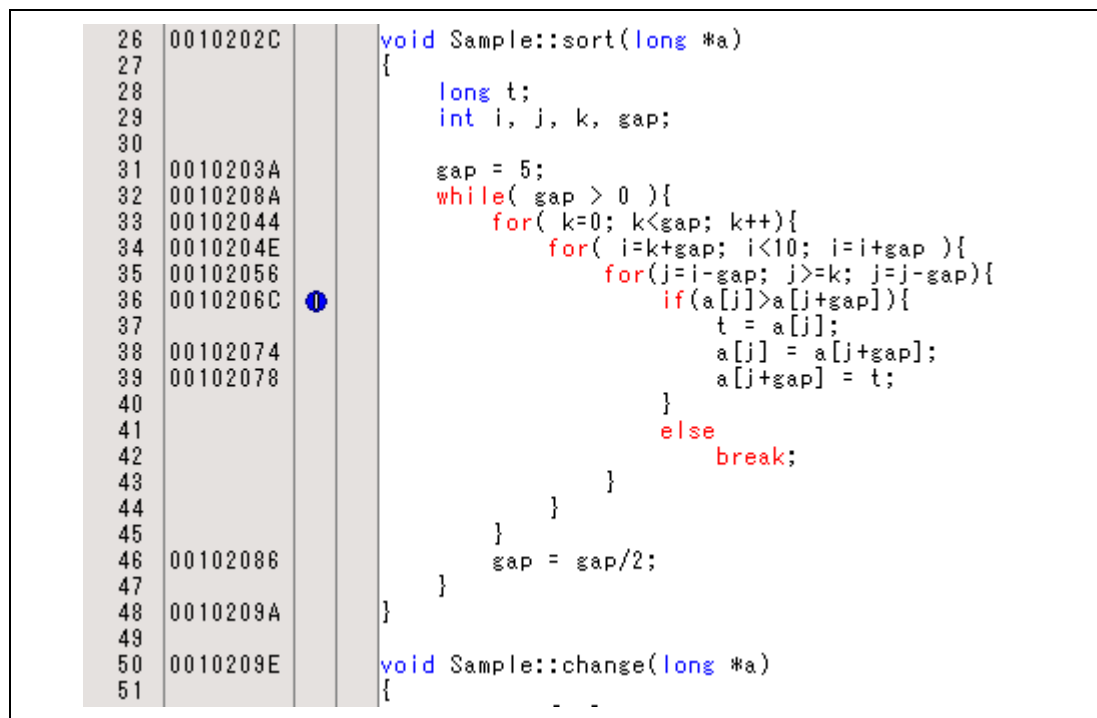 26 0010202C void Sample::sort(long *a)
27 {
28 long t;
29 int i, j, k, gap;
30
31 0010203A gap = 5;
32 0010208A while( gap > 0 ){
33 00102044 for( k=0; k<gap; k++){
34 0010204E for( i=k+gap; i<10; i=i+gap ){
35 00102056 for(j=i-gap; j>=k; j=j-gap){
36 0010206C if(a[j]>a[j+gap]){
37 t = a[j];
38 00102074 a[j] = a[j+gap];
39 00102078 a[j+gap] = t;
40 }
41 else
42 break;
43 }
44 }
45 }
46 00102086 gap = gap/2;
47 }
48 0010209A }
49
50 0010209E void Sample::change(long *a)
51 {